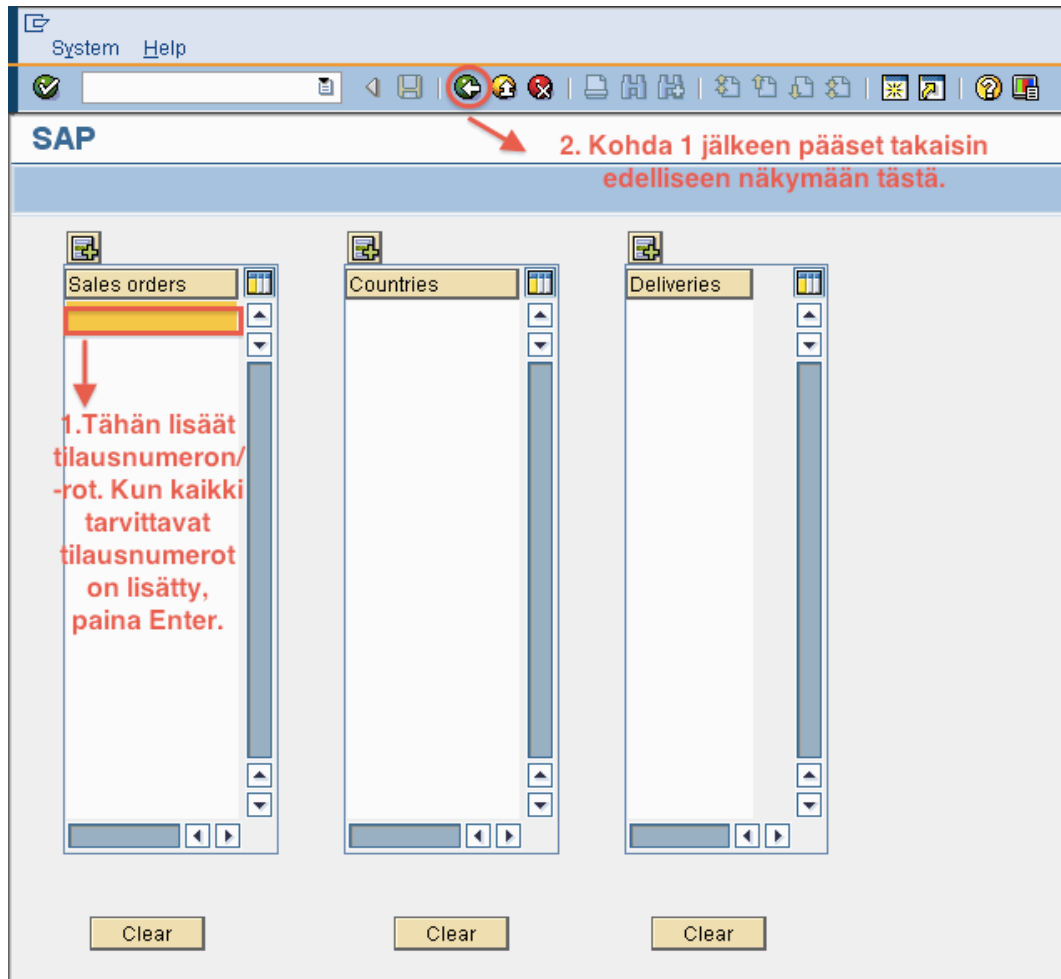 System Help
SAP
2. Kohda 1 jälkeen pääset takaisin
edelliseen näkymään tästä.
Sales orders
Countries
Deliveries
1.Tähän lisäät
tilausnumeron/
-rot. Kun kaikki
tarvittavat
tilausnumerot
on lisätty,
paina Enter.
Clear
Clear
Clear